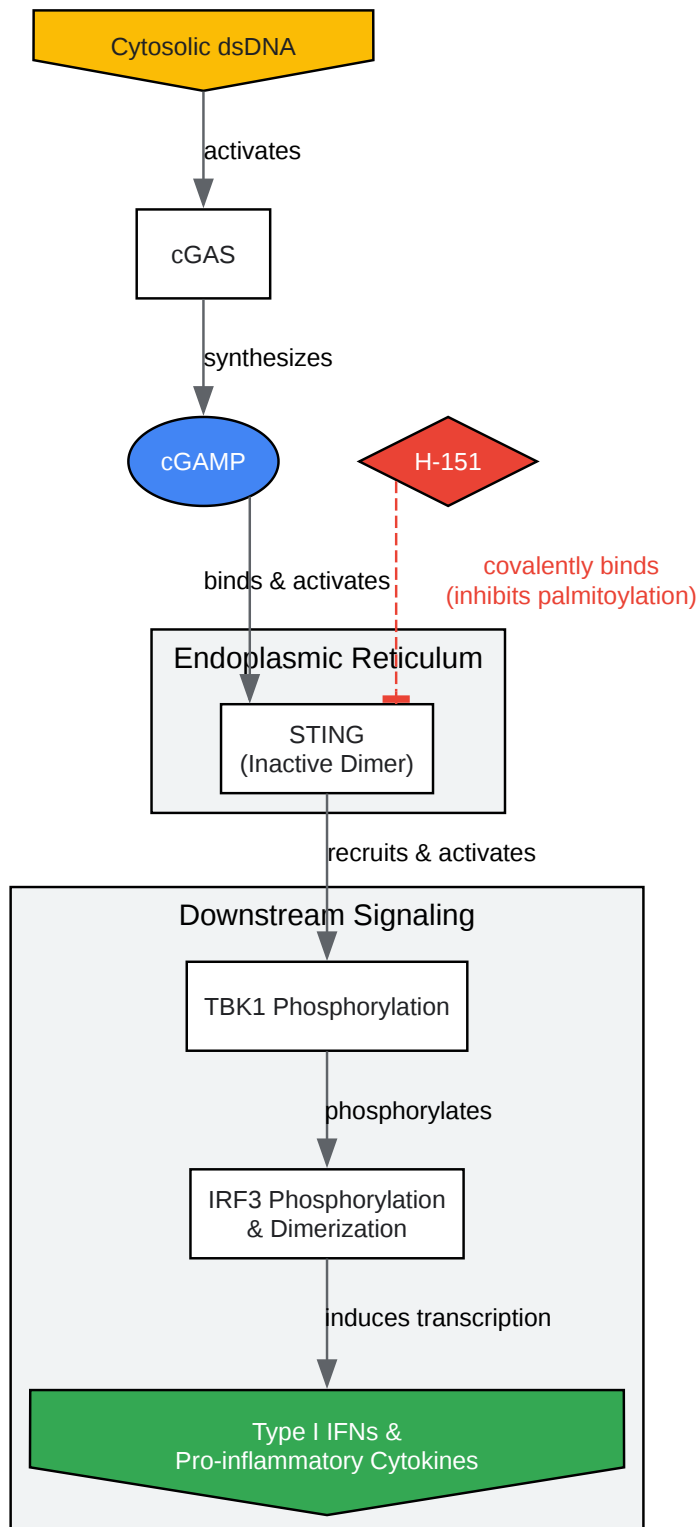 Cytosolic dsDNA
activates
cGAS
synthesizes
cGAMP
H-151
covalently binds
(inhibits palmitoylation)
binds & activates
Endoplasmic Reticulum
STING
(Inactive Dimer)
recruits & activates
Downstream Signaling
TBK1 Phosphorylation
phosphorylates
IRF3 Phosphorylation
& Dimerization
induces transcription
Type I IFNs &
Pro-inflammatory Cytokines